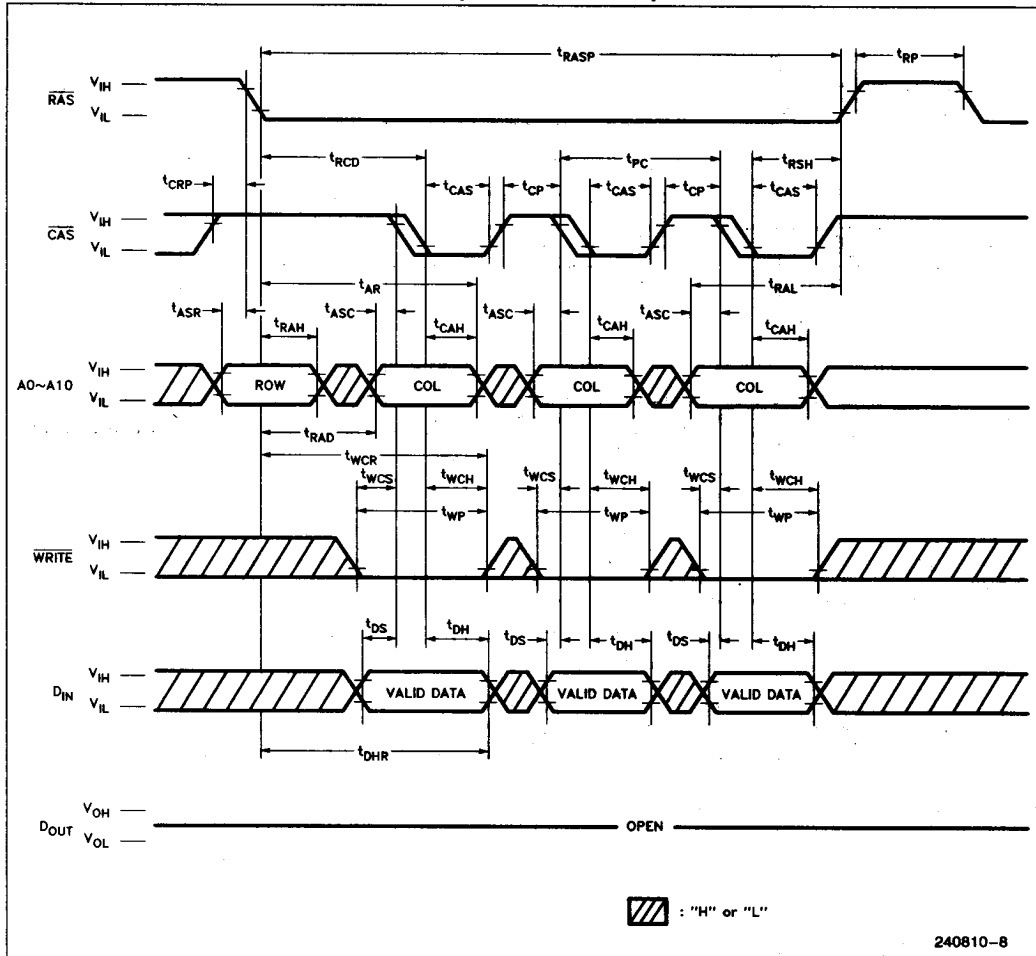 tRASP
tRP
VIH
RAS
VIL
tRCD
tPC
tRSH
tCRP
tCAS
tCP
tCAS
tCP
tCAS
VIH
CAS
VIL
tAR
tRAL
tASR
tRAH
tASC
tCAH
tASC
tCAH
tASC
tCAH
VIH
A0~A10
ROW
COL
COL
COL
VIL
tRAD
tWCR
tWCS
tWCH
tWCS
tWCH
tWCS
tWCH
tWP
tWP
tWP
VIH
WRITE
VIL
tDS
tDH
tDS
tDH
tDS
tDH
VIH
DIN
VALID DATA
VALID DATA
VALID DATA
VIL
tDHR
VOH
DOUT
OPEN
VOL
: "H" or "L"
240810-8